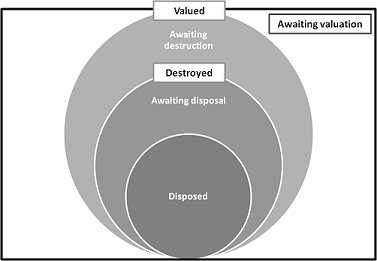 Valued
Awaiting valuation
Awaiting
destruction
Destroyed
Awaiting disposal
Disposed